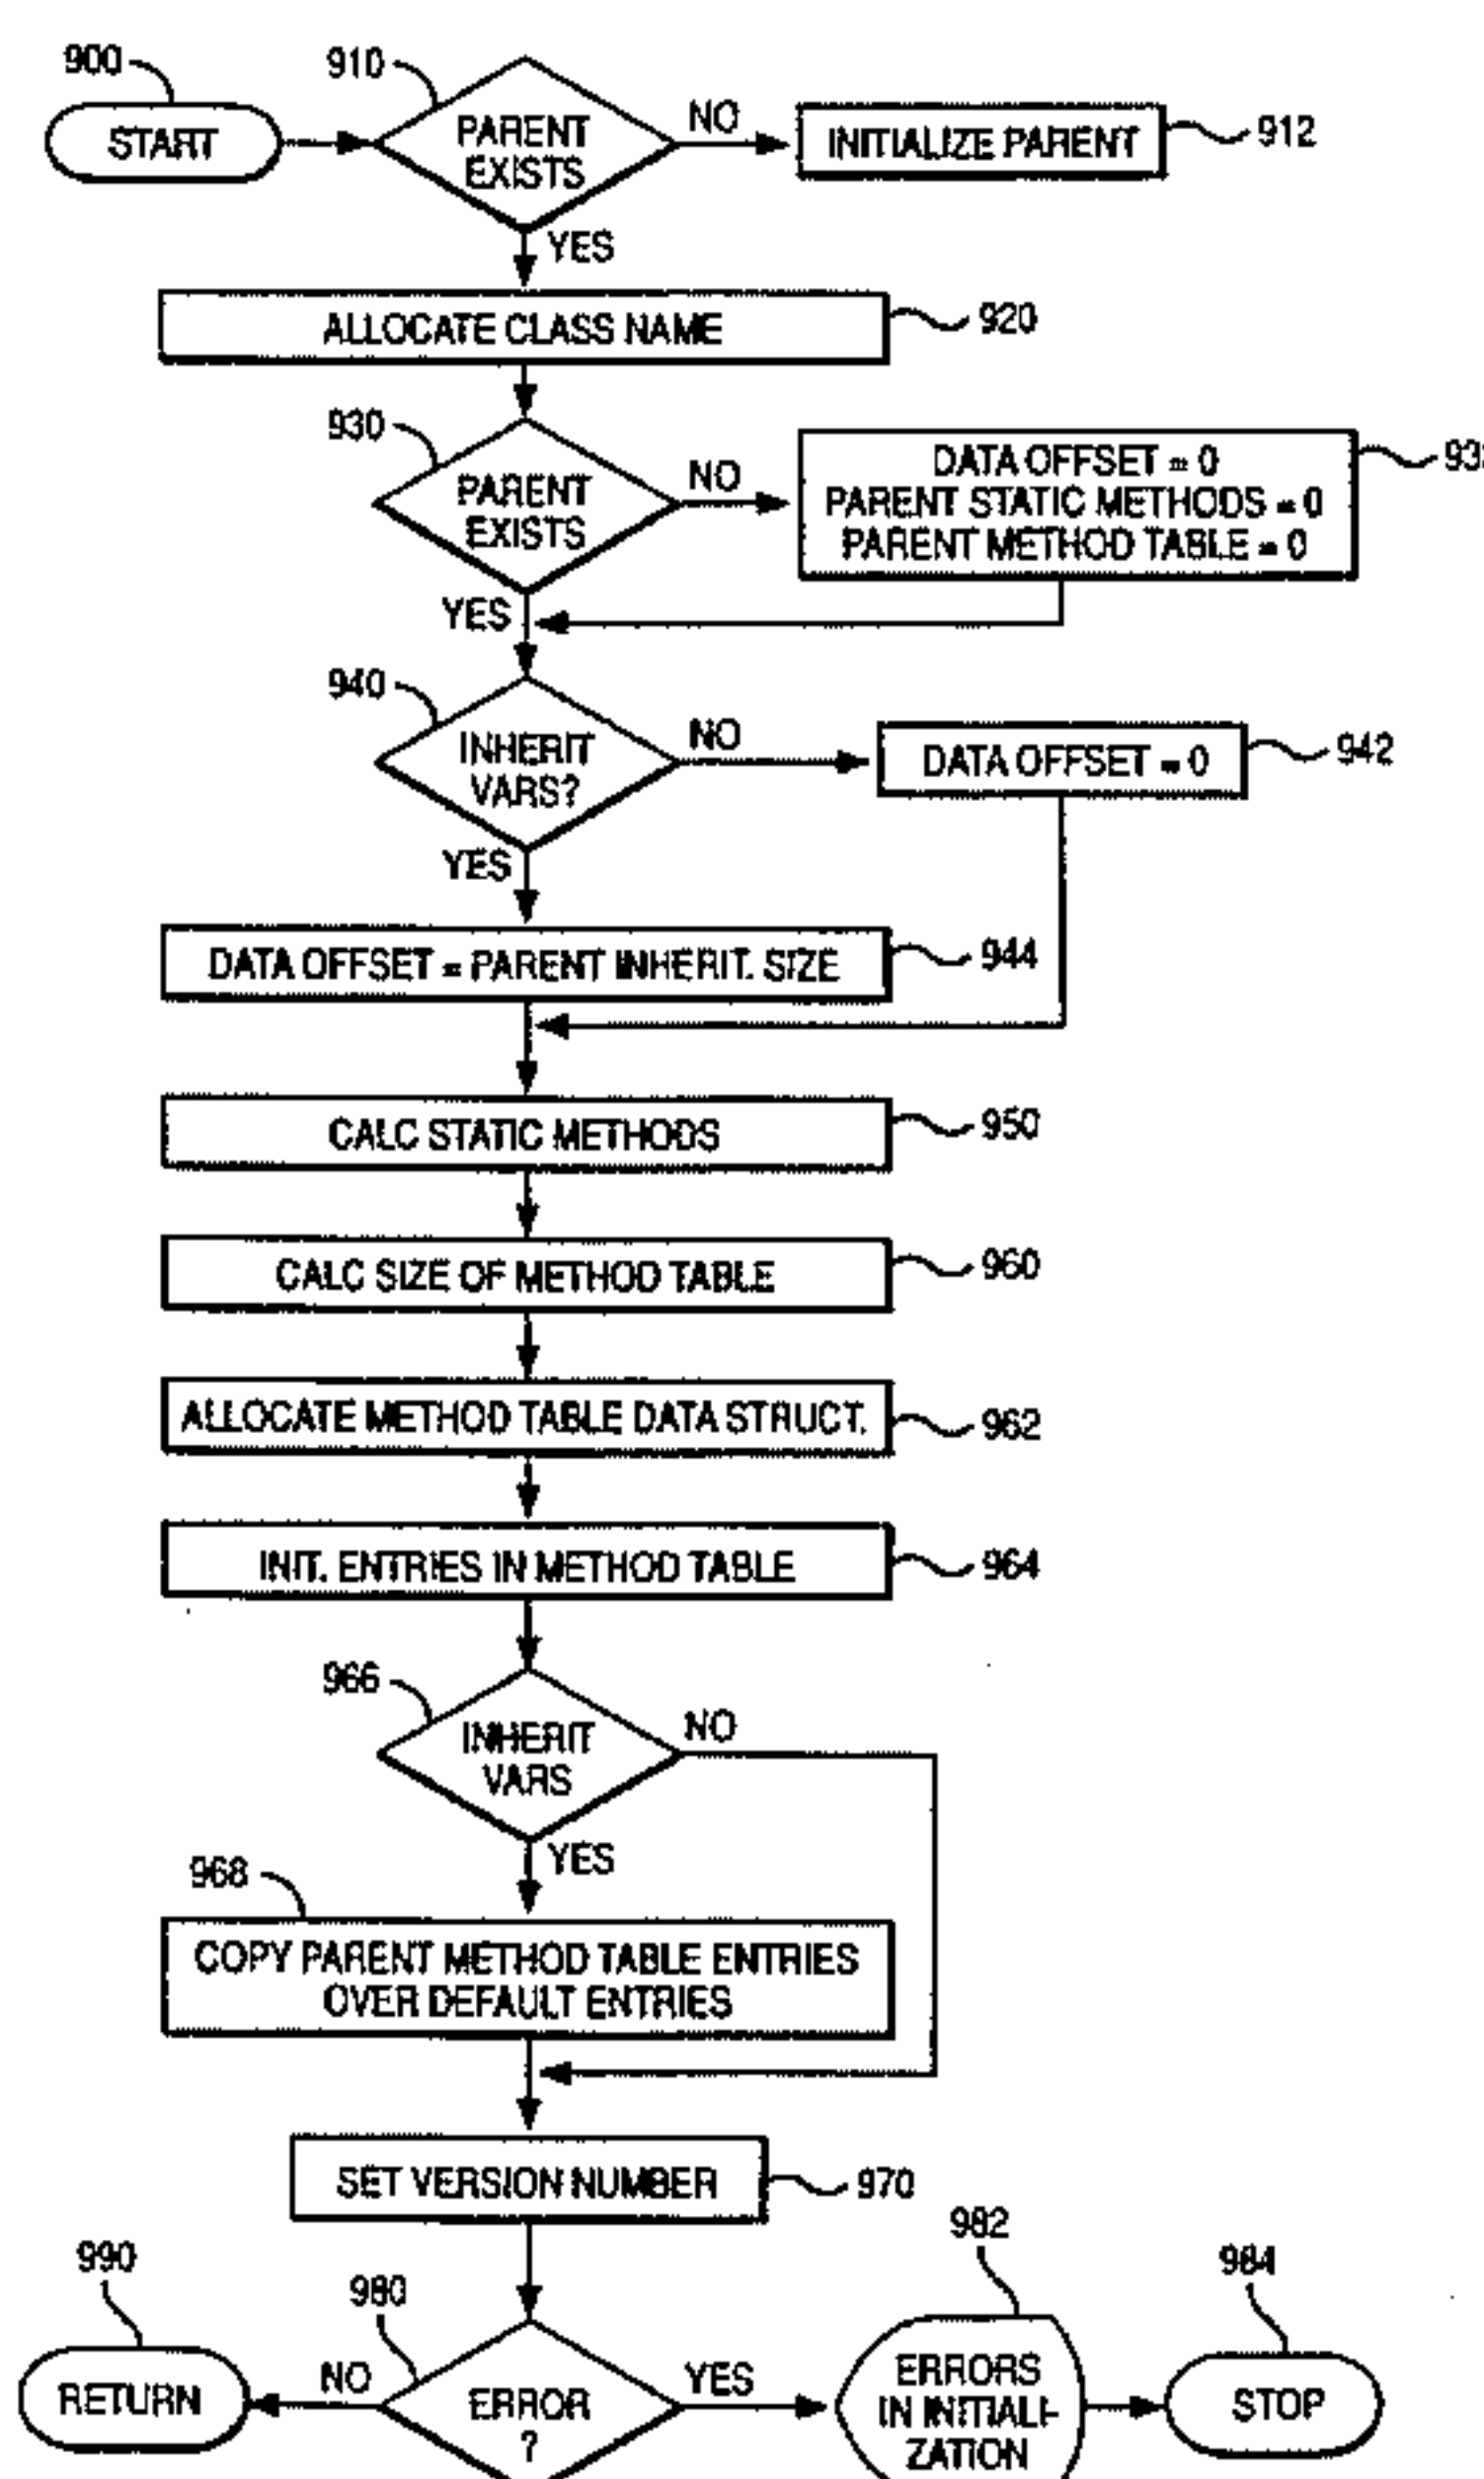 900
910
START
PARENT
EXISTS
NO
INITIALIZE PARENT
912
YES
ALLOCATE CLASS NAME
920
930
PARENT
EXISTS
NO
DATA OFFSET = 0
PARENT STATIC METHODS = 0
PARENT METHOD TABLE = 0
YES
940
INHERIT
VARS?
NO
DATA OFFSET = 0
942
YES
DATA OFFSET = PARENT INHERIT. SIZE
944
CALC STATIC METHODS
950
CALC SIZE OF METHOD TABLE
960
ALLOCATE METHOD TABLE DATA STRUCT.
962
INIT. ENTRIES IN METHOD TABLE
964
966
INHERIT
VARS
NO
YES
968
COPY PARENT METHOD TABLE ENTRIES
OVER DEFAULT ENTRIES
SET VERSION NUMBER
970
990
980
982
984
RETURN
NO
ERROR
?
YES
ERRORS
IN INITIALI-
ZATION
STOP